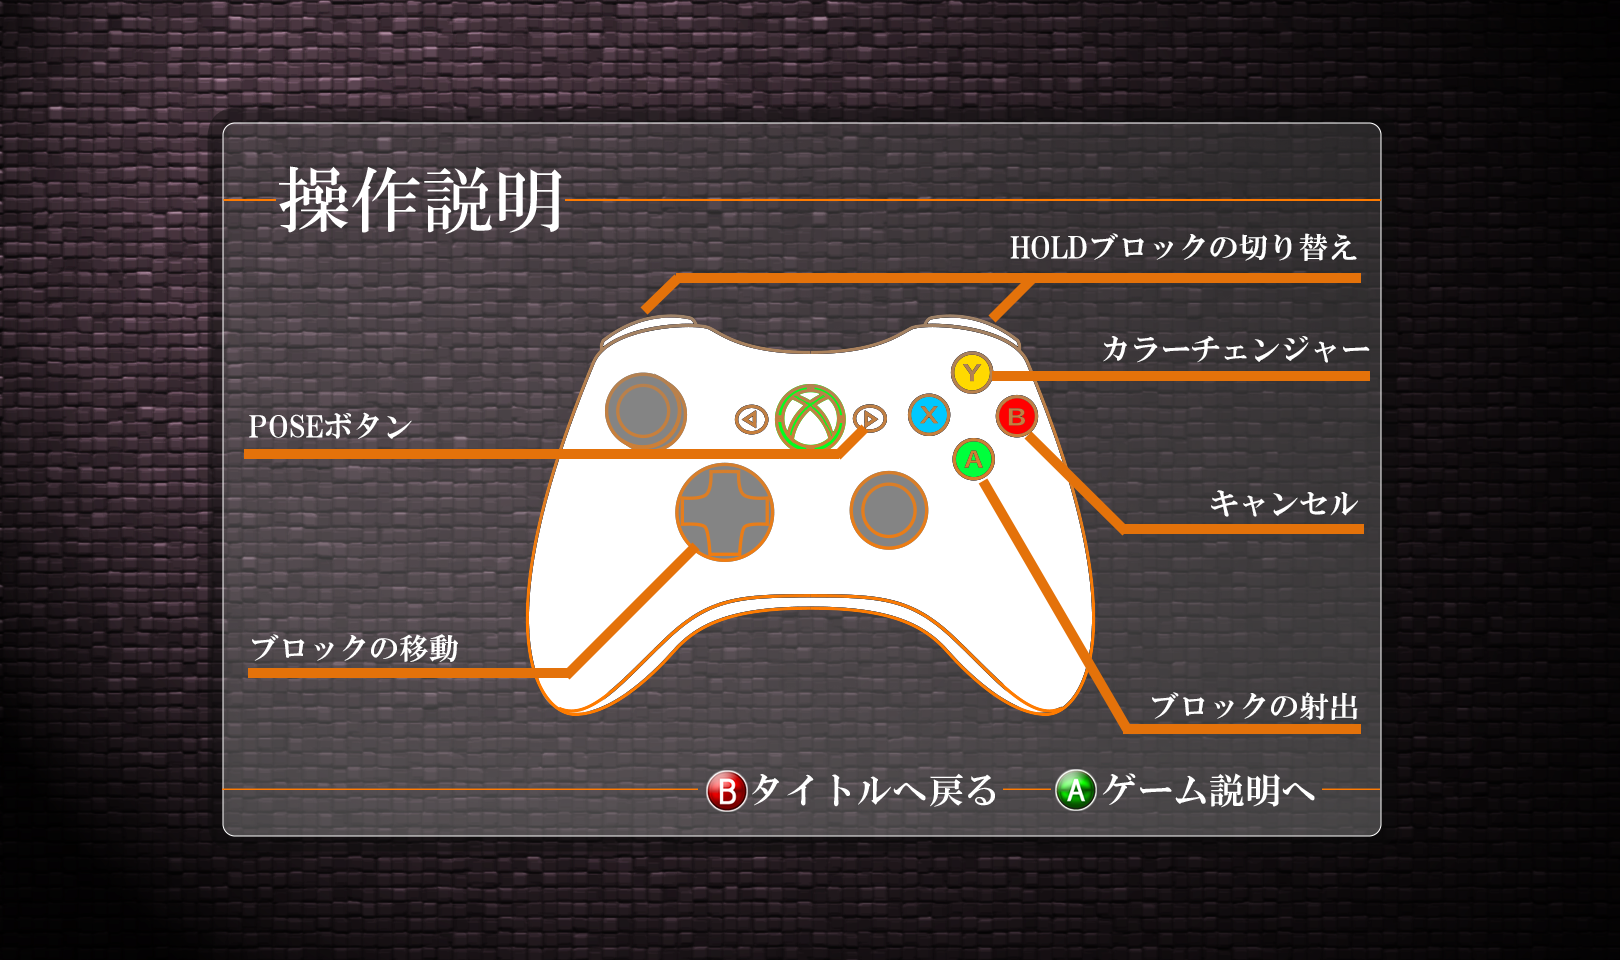 操作説明
HOLDブロックの切り替え
カラーチェンジャー
Y
X
B
A
POSEボタン
キャンセル
ブロックの移動
ブロックの射出
Bタイトルへ戻る
Aゲーム説明へ